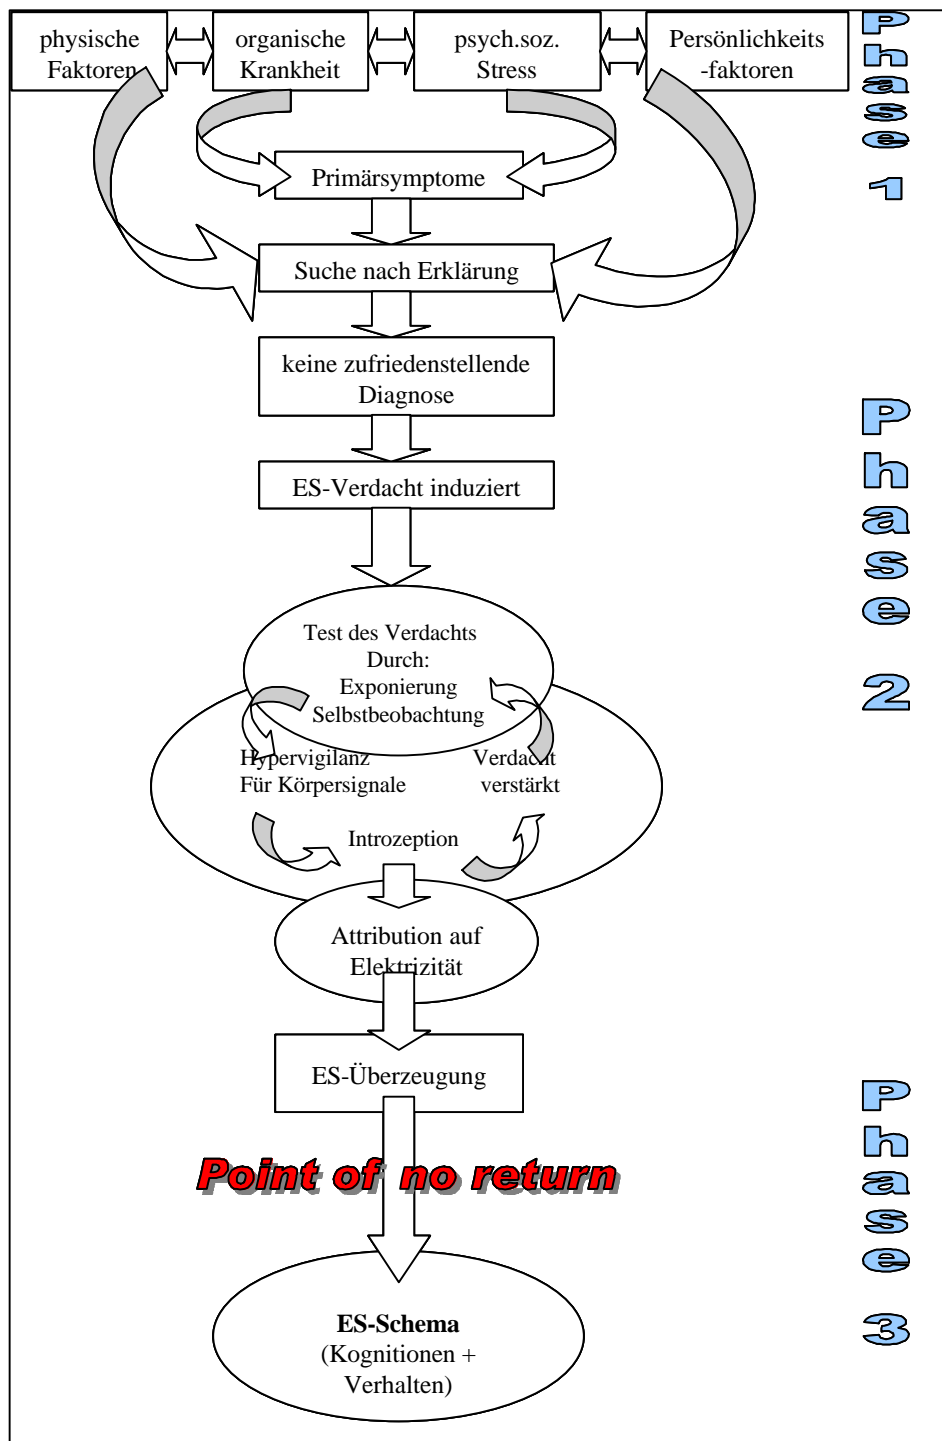 physische
Faktoren
organische
Krankheit
psych.soz.
Stress
Persönlichkeits
-faktoren
Phase 1
Primärsymptome
Suche nach Erklärung
keine zufriedenstellende
Diagnose
ES-Verdacht induziert
Phase 2
Test des Verdachts
Durch:
Exponierung
Selbstbeobachtung
Hypervigilanz
Für Körpersignale
Verdacht
verstärkt
Introzeption
Attribution auf
Elektrizität
ES-Überzeugung
Phase 3
Point of no return
ES-Schema
(Kognitionen +
Verhalten)